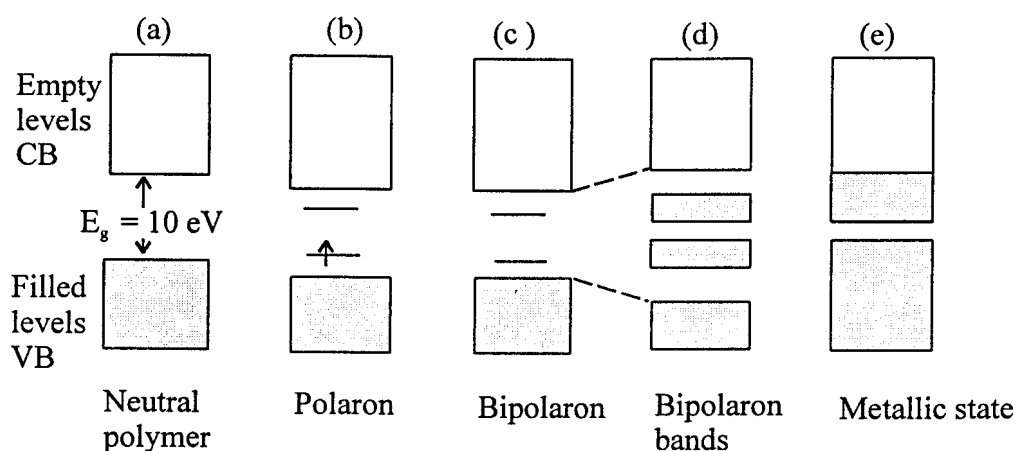 (a)
(b)
(c )
(d)
(e)
Empty
levels
CB
E_g = 10 eV
Filled
levels
VB
Neutral
polymer
Polaron
Bipolaron
Bipolaron
bands
Metallic state